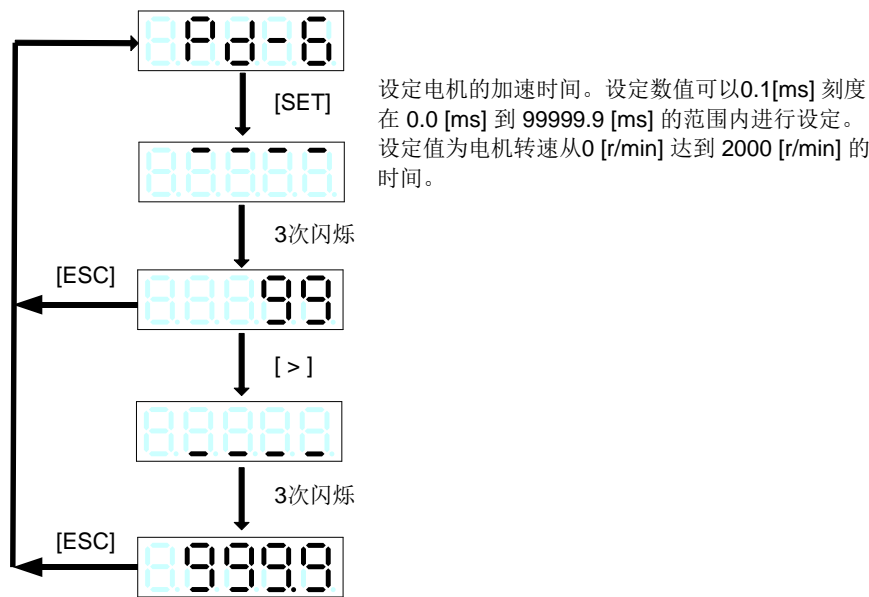 Pd-6
[SET]
设定电机的加速时间。设定数值可以0.1[ms] 刻度
在 0.0 [ms] 到 99999.9 [ms] 的范围内进行设定。
设定值为电机转速从0 [r/min] 达到 2000 [r/min] 的
时间。
- - - -
3次闪烁
[ESC]
99
[ > ]
_ _ _ _
3次闪烁
[ESC]
999.9